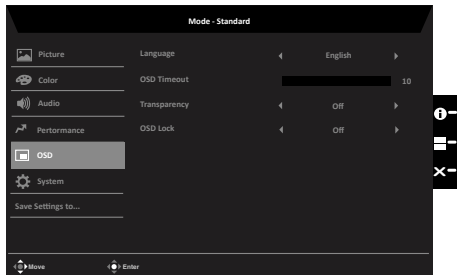 Mode - Standard
Picture
Language
English
Color
OSD Timeout
10
Audio
Transparency
Off
Pertormance
OSD Lock
Off
OSD
System
Save Settings to...
Move
Enter